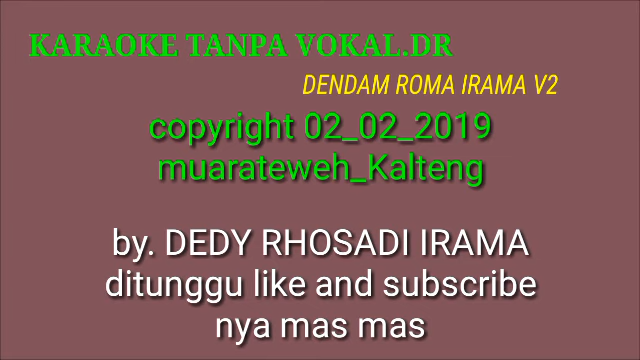 KARAOKE TANPA VOKAL.DR
DENDAM ROMA IRAMA V2
copyright 02_02_2019
muarateweh_Kalteng
by. DEDY RHOSADI IRAMA
ditunggu like and subscribe
nya mas mas